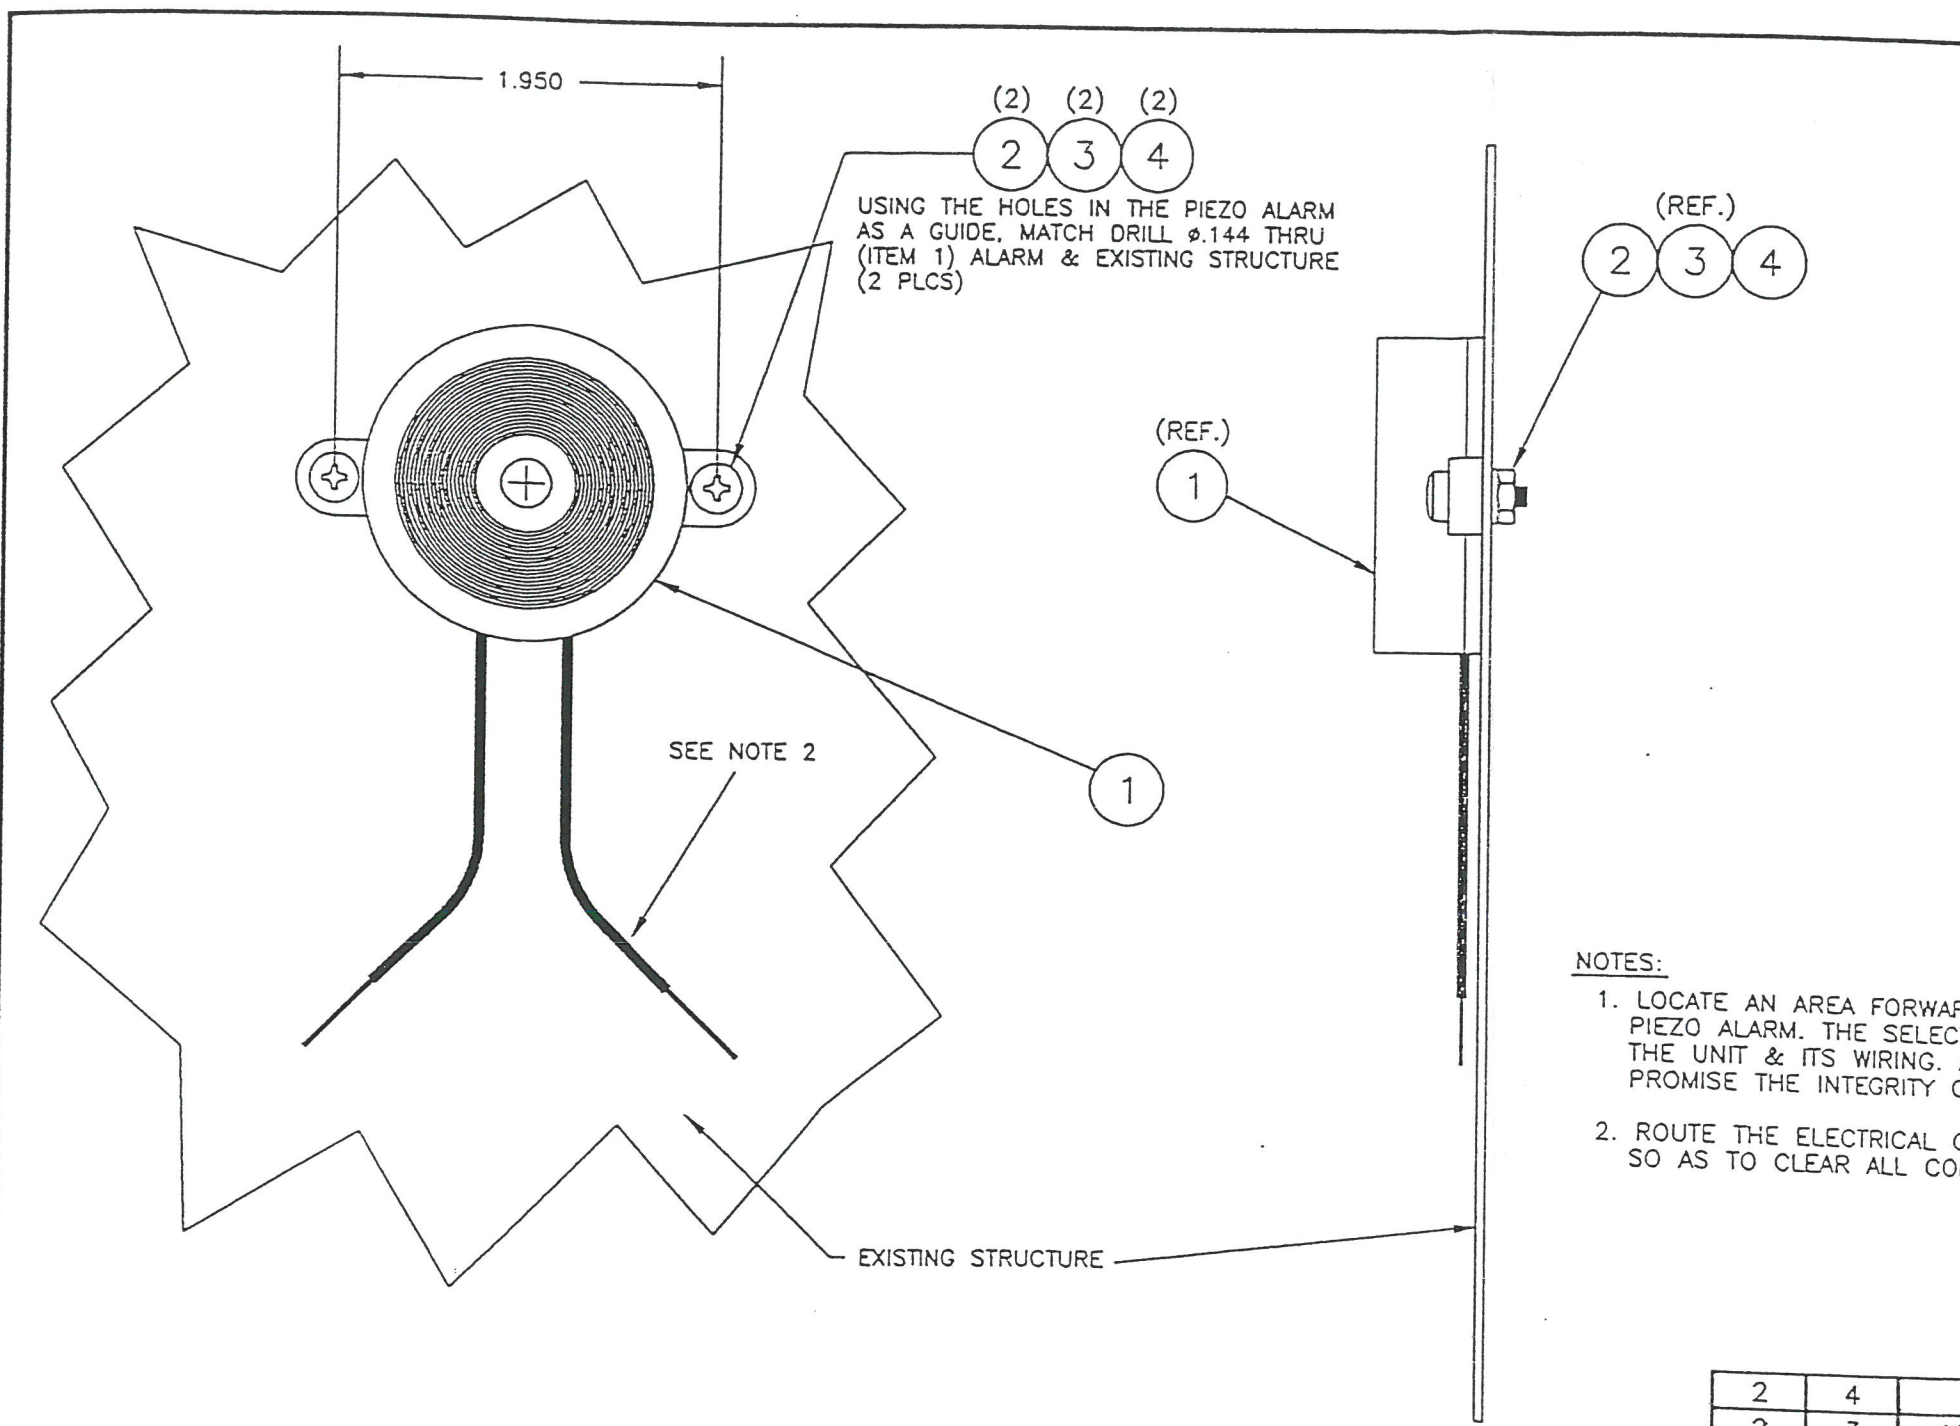 1.950
(2) (2) (2)
2 3 4
USING THE HOLES IN THE PIEZO ALARM
AS A GUIDE, MATCH DRILL ø.144 THRU
(ITEM 1) ALARM & EXISTING STRUCTURE
(2 PLCS)
(REF.)
2 3 4
(REF.)
1
SEE NOTE 2
1
EXISTING STRUCTURE
NOTES:
1. LOCATE AN AREA
PIEZO ALARM. THE
THE UNIT & ITS WIRING.
PROMISE THE INTEGRITY
2. ROUTE THE ELECTRICAL
SO AS TO CLEAR ALL
2 4